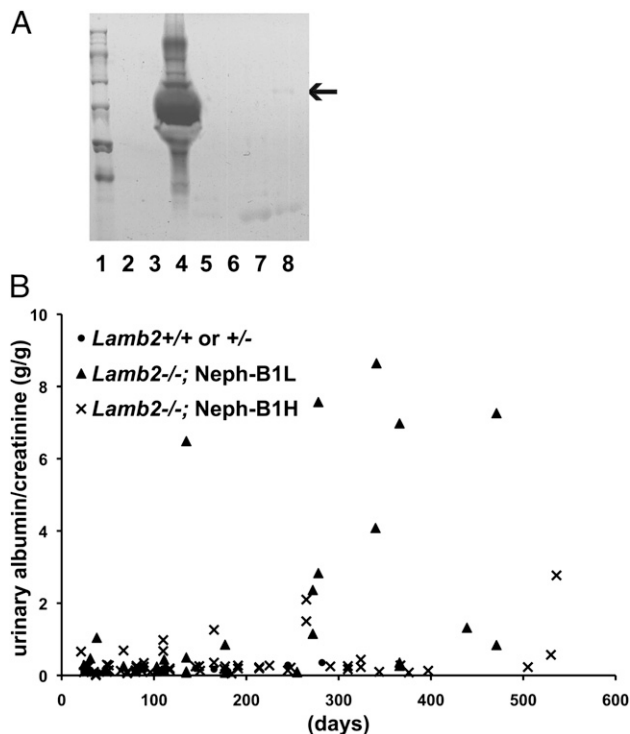 A
1 2 3 4 5 6 7 8
B
10
8
6
4
2
0
urinary albumin/creatinine (g/g)
Lamb2+/+ or +/-
Lamb2-/-; Neph-B1L
Lamb2-/-; Neph-B1H
0 100 200 300 400 500 600
(days)